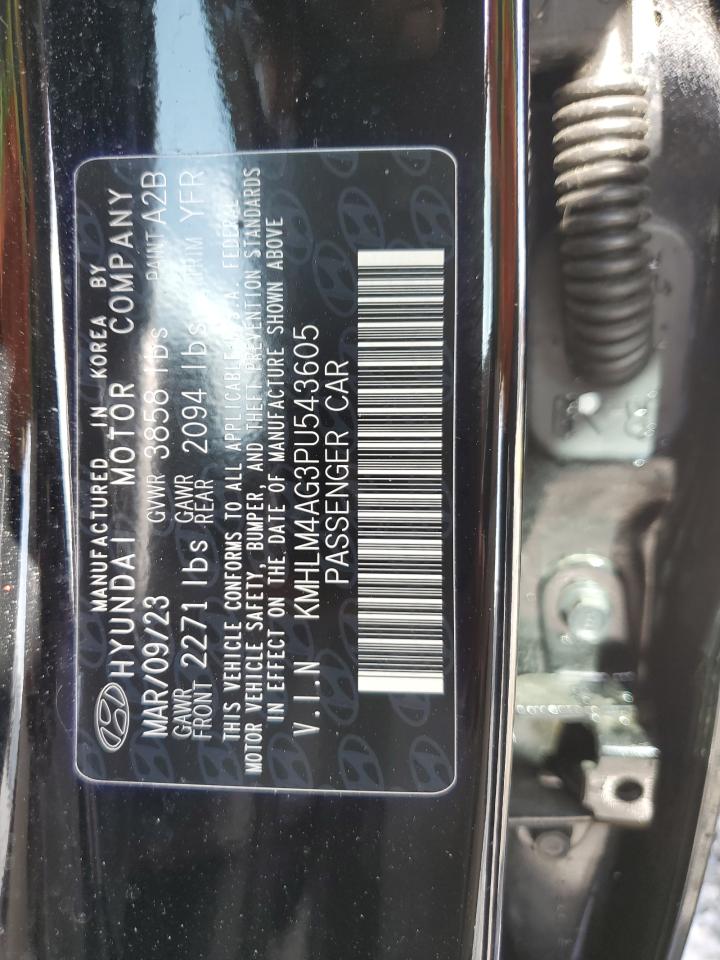 MANUFACTURED IN KOREA BY
HYUNDAI MOTOR COMPANY
MAR/09/23 GVWR 3858 lbs PAINT A2B
GAWR FRONT 2271 lbs GAWR REAR 2094 lbs TRIM YFR
THIS VEHICLE CONFORMS TO ALL APPLICABLE U.S.A. FEDERAL
MOTOR VEHICLE SAFETY, BUMPER, AND THEFT PREVENTION STANDARDS
IN EFFECT ON THE DATE OF MANUFACTURE SHOWN ABOVE
V.I.N KMHLM4AG3PU543605
PASSENGER CAR